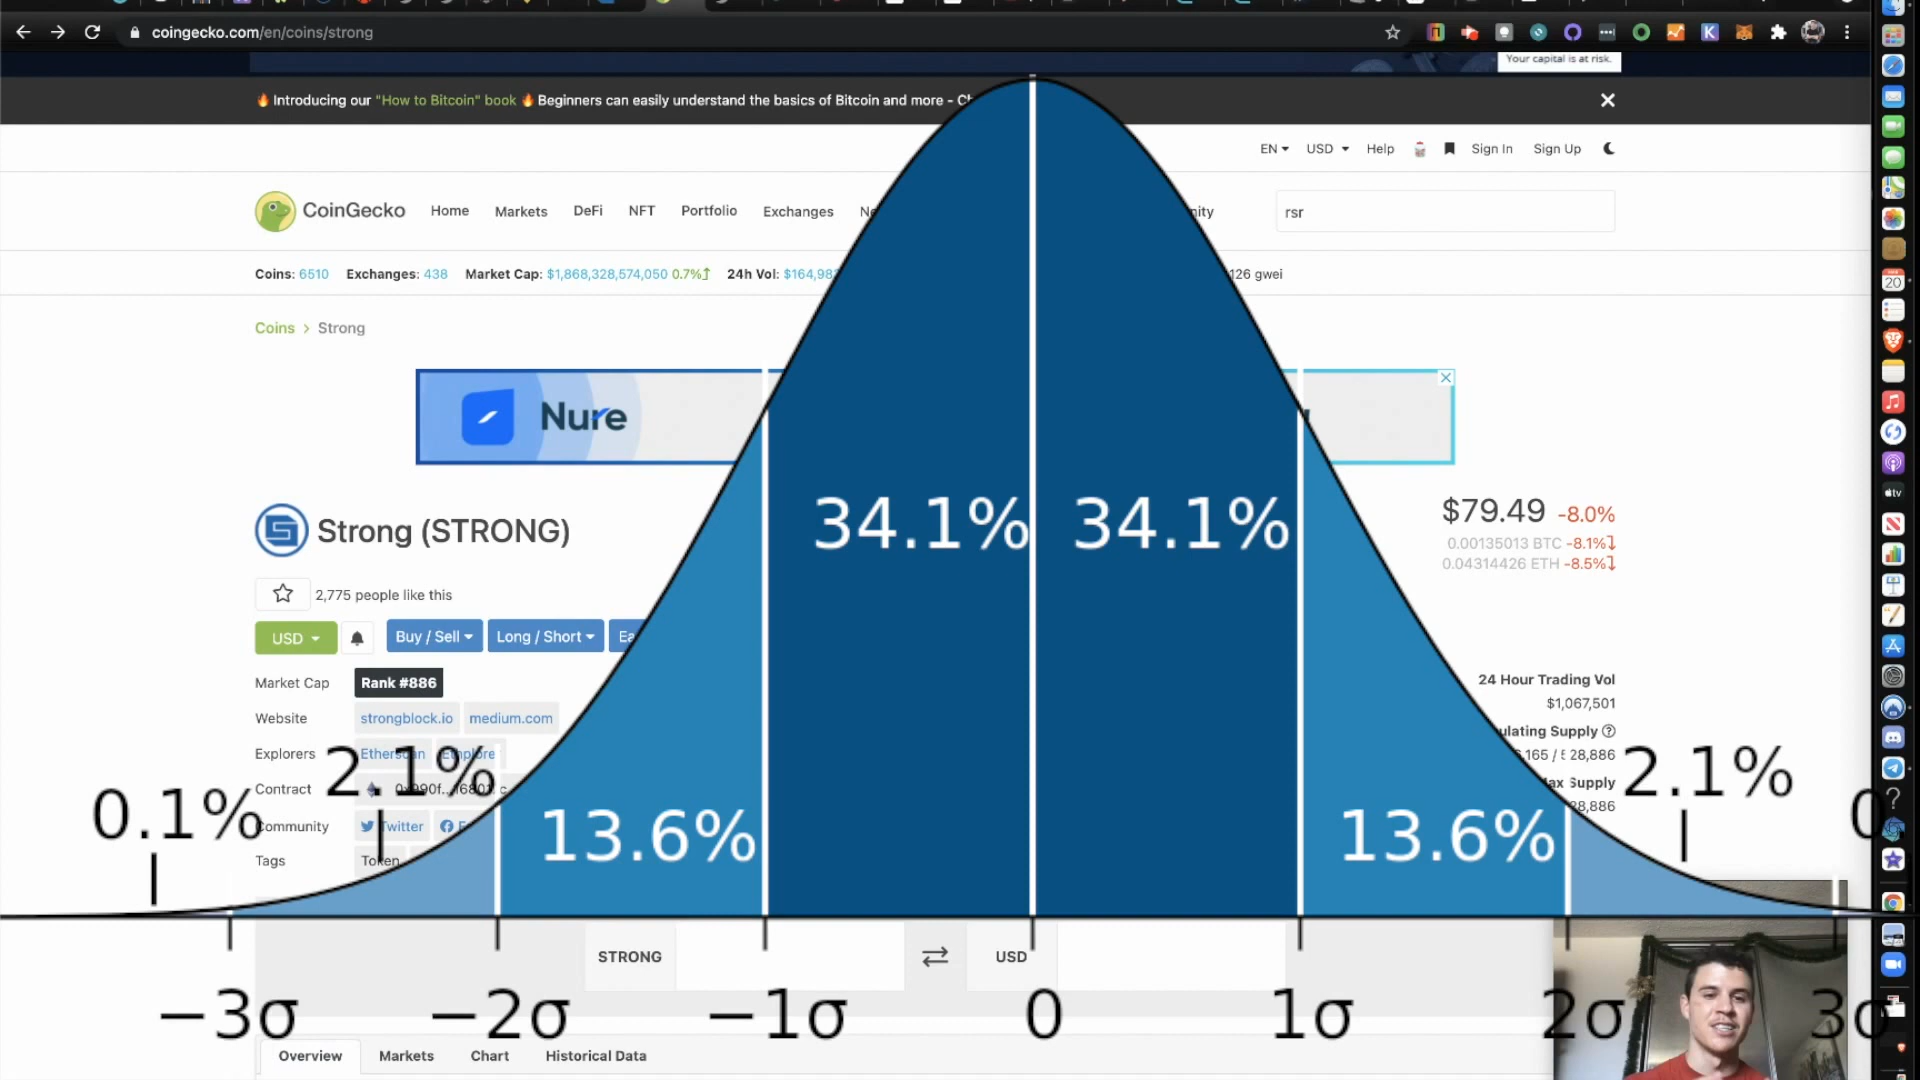 coingecko.com/en/coins/strong
Your capital is at risk.
Introducing our "How to Bitcoin" book Beginners can easily understand the basics of Bitcoin and more -
EN USD Help Sign In Sign Up
CoinGecko Home Markets DeFi NFT Portfolio Exchanges rsr
Coins: 6510 Exchanges: 438 Market Cap: $1,868,328,574,050 0.7% 24h Vol: 126 gwei
Coins > Strong
Nure
34.1% 34.1%
$79.49 -8.0%
Strong (STRONG)
0.00135013 BTC -8.1%
0.04314426 ETH -8.5%
2,775 people like this
USD Buy / Sell Long / Short
Market Cap Rank #886
24 Hour Trading Vol
$1,067,501
Website strongblock.io medium.com
Explorers Etherscan
28,886
2.1% 2.1%
Contract
0.1%
13.6% 13.6%
Community Twitter
Tags Token
STRONG USD
−3σ −2σ −1σ 0 1σ 2σ 3σ
Overview Markets Chart Historical Data
20
tv